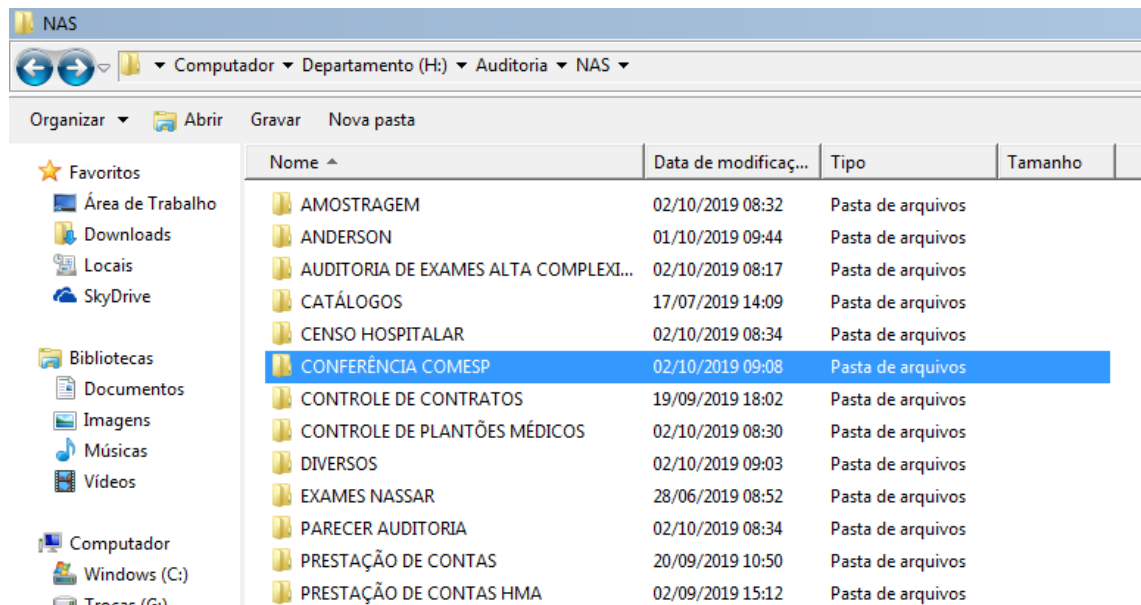 NAS
Computador Departamento (H:) Auditoria NAS
Organizar Abrir Gravar Nova pasta
Favoritos
Área de Trabalho
Downloads
Locais
SkyDrive
Bibliotecas
Documentos
Imagens
Músicas
Vídeos
Computador
Windows (C:)
Trocas (G:)
Nome Data de modificaç... Tipo Tamanho
AMOSTRAGEM 02/10/2019 08:32 Pasta de arquivos
ANDERSON 01/10/2019 09:44 Pasta de arquivos
AUDITORIA DE EXAMES ALTA COMPLEXI... 02/10/2019 08:17 Pasta de arquivos
CATÁLOGOS 17/07/2019 14:09 Pasta de arquivos
CENSO HOSPITALAR 02/10/2019 08:34 Pasta de arquivos
CONFERÊNCIA COMESP 02/10/2019 09:08 Pasta de arquivos
CONTROLE DE CONTRATOS 19/09/2019 18:02 Pasta de arquivos
CONTROLE DE PLANTÕES MÉDICOS 02/10/2019 08:30 Pasta de arquivos
DIVERSOS 02/10/2019 09:03 Pasta de arquivos
EXAMES NASSAR 28/06/2019 08:52 Pasta de arquivos
PARECER AUDITORIA 02/10/2019 08:34 Pasta de arquivos
PRESTAÇÃO DE CONTAS 20/09/2019 10:50 Pasta de arquivos
PRESTAÇÃO DE CONTAS HMA 02/09/2019 15:12 Pasta de arquivos